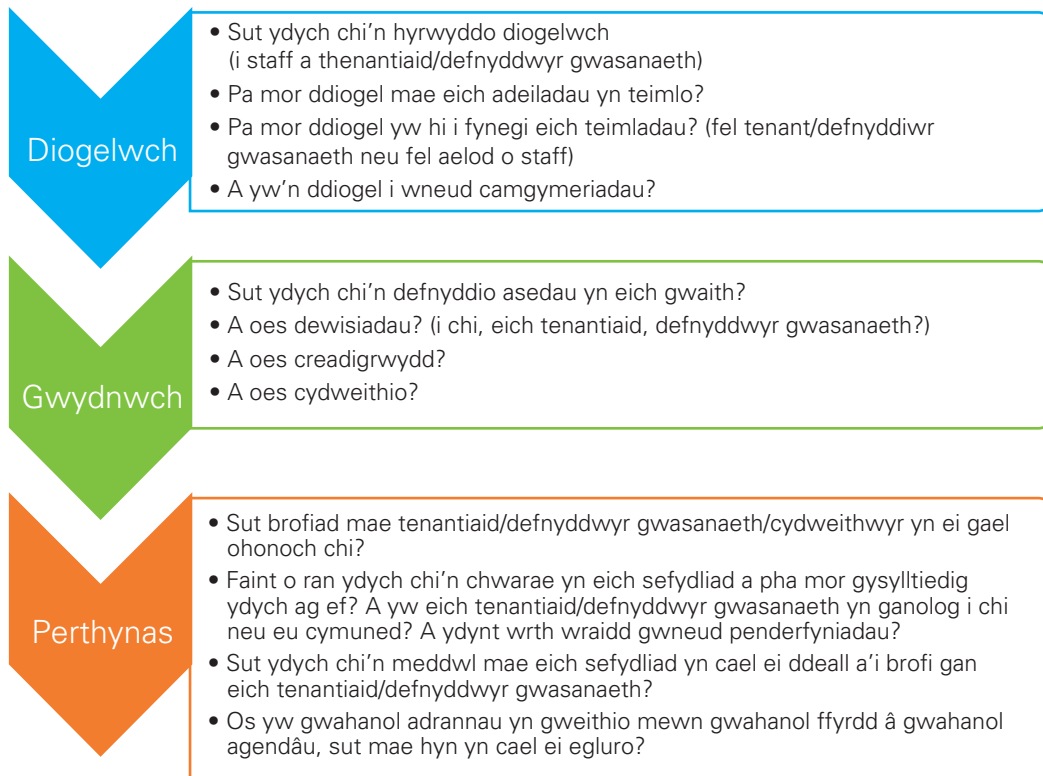 Diogelwch
• Sut ydych chi'n hyrwyddo diogelwch
(i staff a thenantiaid/defnyddwyr gwasanaeth)
• Pa mor ddiogel mae eich adeiladau yn teimlo?
• Pa mor ddiogel yw hi i fynegi eich teimladau? (fel tenant/defnyddiwr
gwasanaeth neu fel aelod o staff)
• A yw'n ddiogel i wneud camgymeriadau?
Gwydnwch
• Sut ydych chi'n defnyddio asedau yn eich gwaith?
• A oes dewisiadau? (i chi, eich tenantiaid, defnyddwyr gwasanaeth?)
• A oes creadigrwydd?
• A oes cydweithio?
Perthynas
• Sut brofiad mae tenantiaid/defnyddwyr gwasanaeth/cydweithwyr yn ei gael
ohonoch chi?
• Faint o ran ydych chi'n chwarae yn eich sefydliad a pha mor gysylltiedig
ydych ag ef? A yw eich tenantiaid/defnyddwyr gwasanaeth yn ganolog i chi
neu eu cymuned? A ydynt wrth wraidd gwneud penderfyniadau?
• Sut ydych chi'n meddwl mae eich sefydliad yn cael ei ddeall a'i brofi gan
eich tenantiaid/defnyddwyr gwasanaeth?
• Os yw gwahanol adrannau yn gweithio mewn gwahanol ffyrdd â gwahanol
agendâu, sut mae hyn yn cael ei egluro?